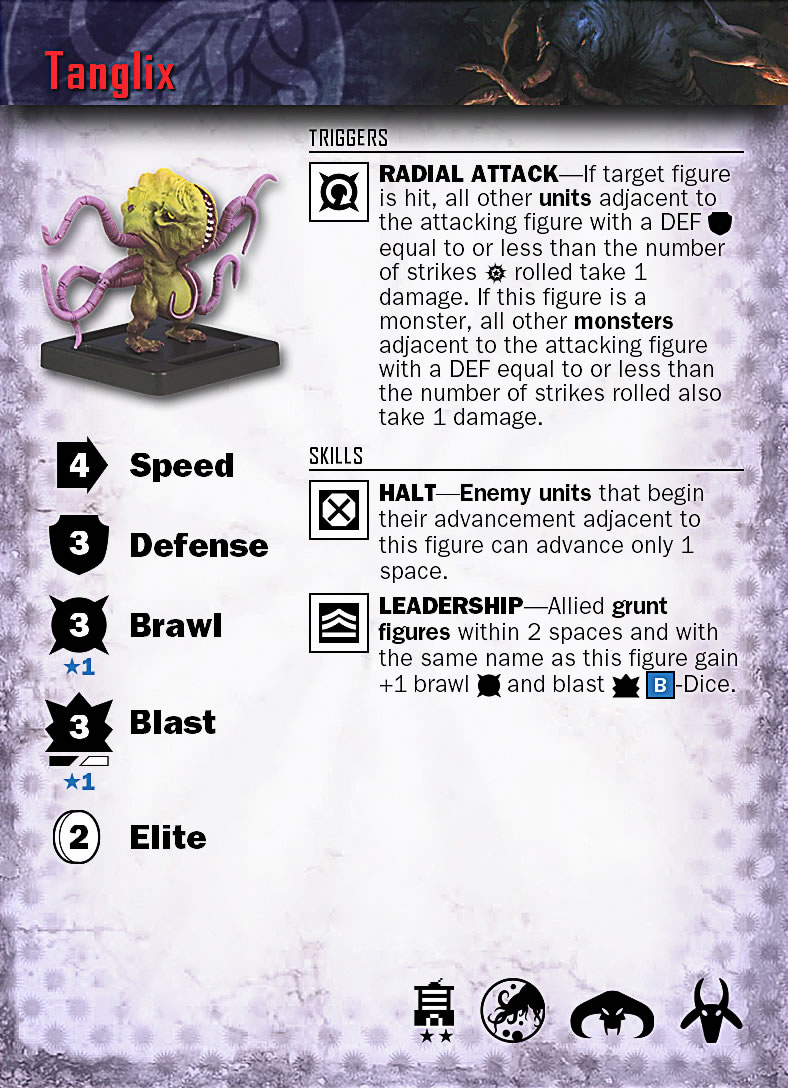 Tanglix
TRIGGERS
RADIAL ATTACK—If target figure
is hit, all other units adjacent to
the attacking figure with a DEF
equal to or less than the number
of strikes rolled take 1
damage. If this figure is a
monster, all other monsters
adjacent to the attacking figure
with a DEF equal to or less than
the number of strikes rolled also
take 1 damage.
SKILLS
HALT—Enemy units that begin
their advancement adjacent to
this figure can advance only 1
space.
LEADERSHIP—Allied grunt
figures within 2 spaces and with
the same name as this figure gain
+1 brawl and blast B-Dice.
4 Speed
3 Defense
3 Brawl
★1
3 Blast
★1
2 Elite
★★